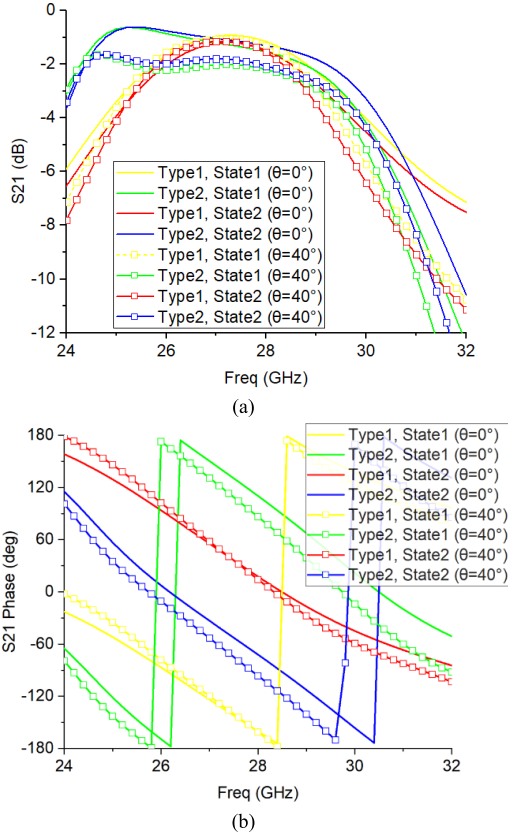 0
-2
-4
-6
-8
-10
-12
S21 (dB)
Type1, State1 (θ=0°)
Type2, State1 (θ=0°)
Type1, State2 (θ=0°)
Type2, State2 (θ=0°)
Type1, State1 (θ=40°)
Type2, State1 (θ=40°)
Type1, State2 (θ=40°)
Type2, State2 (θ=40°)
24 26 28 30 32
Freq (GHz)
(a)
180
120
60
0
-60
-120
-180
S21 Phase (deg)
Type1, State1 (θ=0°)
Type2, State1 (θ=0°)
Type1, State2 (θ=0°)
Type2, State2 (θ=0°)
Type1, State1 (θ=40°)
Type2, State1 (θ=40°)
Type1, State2 (θ=40°)
Type2, State2 (θ=40°)
24 26 28 30 32
Freq (GHz)
(b)